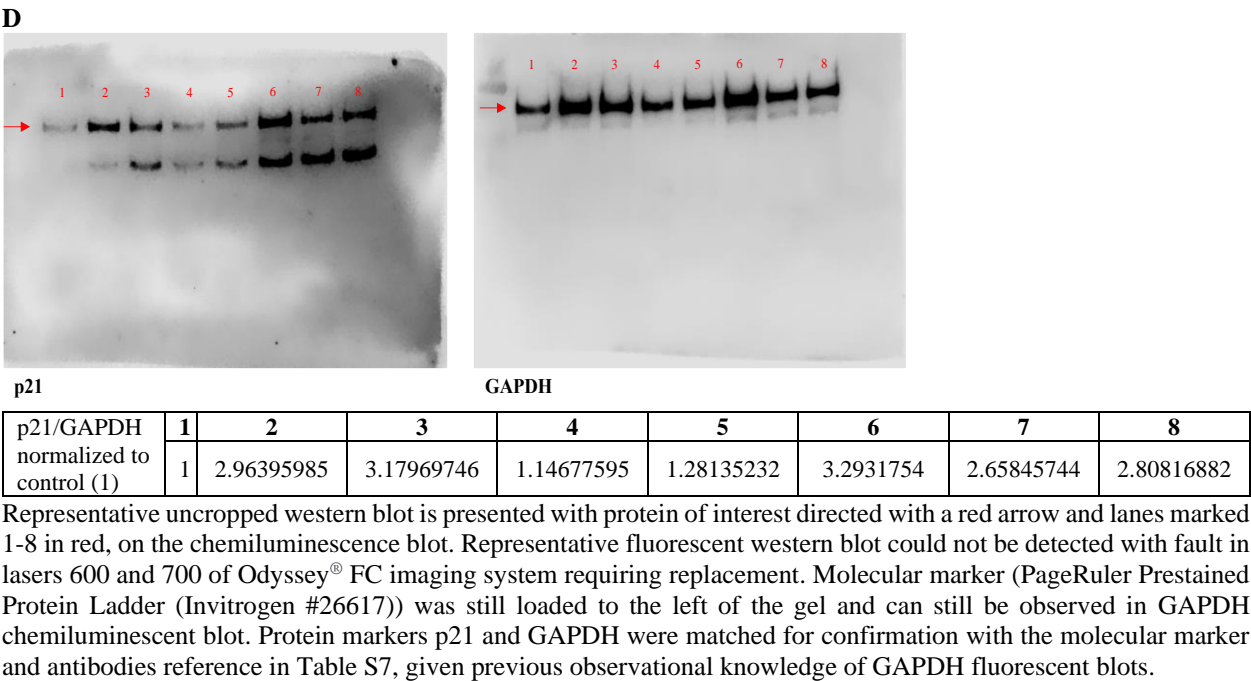 D
1 2 3 4 5 6 7 8
1 2 3 4 5 6 7 8
p21 GAPDH
p21/GAPDH normalized to control (1) 1 2 3 4 5 6 7 8
1 2.96395985 3.17969746 1.14677595 1.28135232 3.2931754 2.65845744 2.80816882
Representative uncropped western blot is presented with protein of interest directed with a red arrow and lanes marked
1-8 in red, on the chemiluminescence blot. Representative fluorescent western blot could not be detected with fault in
lasers 600 and 700 of Odyssey® FC imaging system requiring replacement. Molecular marker (PageRuler Prestained
Protein Ladder (Invitrogen #26617)) was still loaded to the left of the gel and can still be observed in GAPDH
chemiluminescent blot. Protein markers p21 and GAPDH were matched for confirmation with the molecular marker
and antibodies reference in Table S7, given previous observational knowledge of GAPDH fluorescent blots.